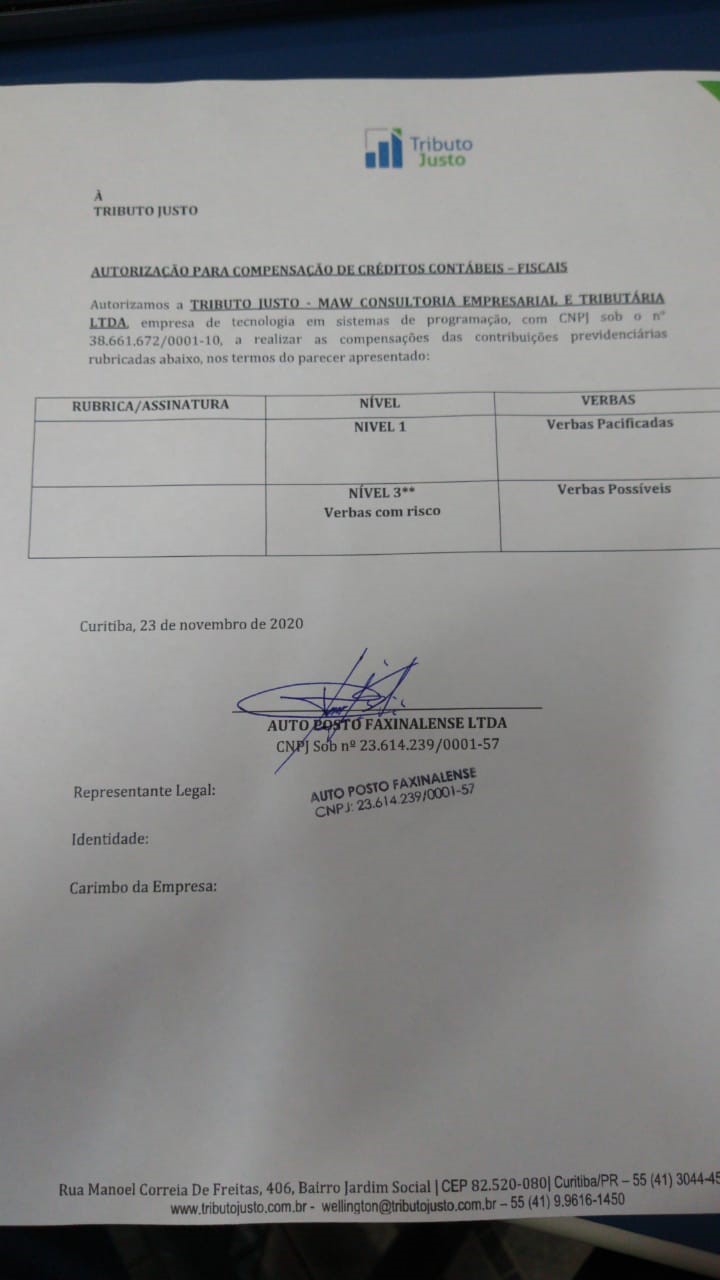 Tributo
Justo
À
TRIBUTO JUSTO
AUTORIZAÇÃO PARA COMPENSAÇÃO DE CRÉDITOS CONTÁBEIS – FISCAIS
Autorizamos a TRIBUTO JUSTO - MAW CONSULTORIA EMPRESARIAL E TRIBUTÁRIA
LTDA, empresa de tecnologia em sistemas de programação, com CNPJ sob o nº
38.661.672/0001-10, a realizar as compensações das contribuições previdenciárias
rubricadas abaixo, nos termos do parecer apresentado:
RUBRICA/ASSINATURA NÍVEL VERBAS
NIVEL 1 Verbas Pacificadas
NÍVEL 3** Verbas Possíveis
Verbas com risco
Curitiba, 23 de novembro de 2020
AUTO POSTO FAXINALENSE LTDA
CNPJ Sob nº 23.614.239/0001-57
Representante Legal:
AUTO POSTO FAXINALENSE
CNPJ: 23.614.239/0001-57
Identidade:
Carimbo da Empresa:
Rua Manoel Correia De Freitas, 406, Bairro Jardim Social | CEP 82.520-080| Curitiba/PR – 55 (41) 3044-45
www.tributojusto.com.br - wellington@tributojusto.com.br – 55 (41) 9.9616-1450